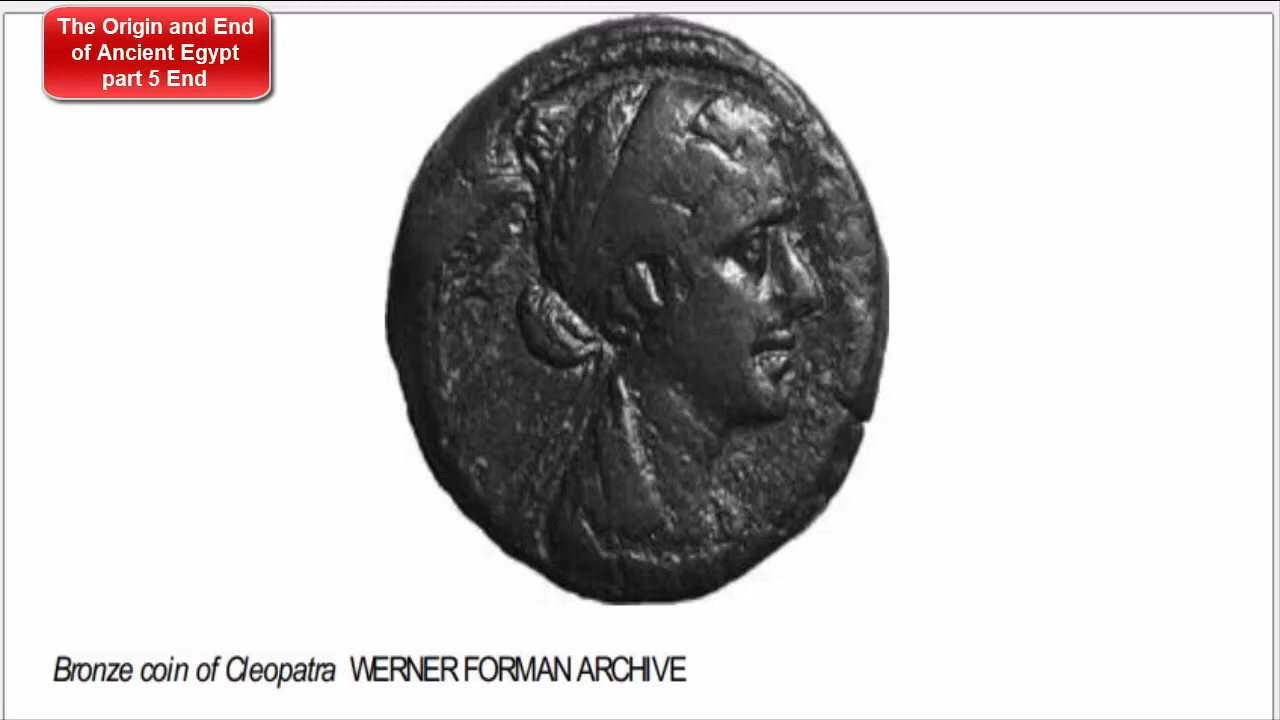 The Origin and End
of Ancient Egypt
part 5 End
Bronze coin of Cleopatra WERNER FORMAN ARCHIVE